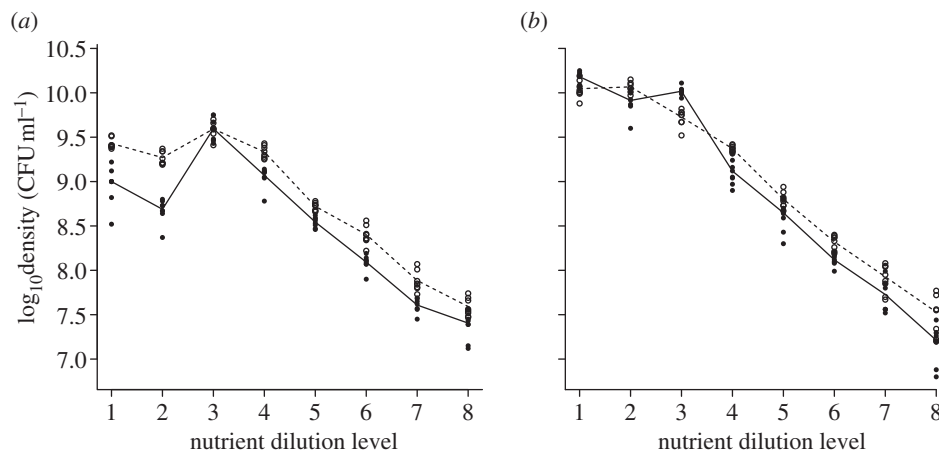 (a)
(b)
log10density (CFU ml−1)
10.5
10.0
9.5
9.0
8.5
8.0
7.5
7.0
1 2 3 4 5 6 7 8
1 2 3 4 5 6 7 8
nutrient dilution level
nutrient dilution level